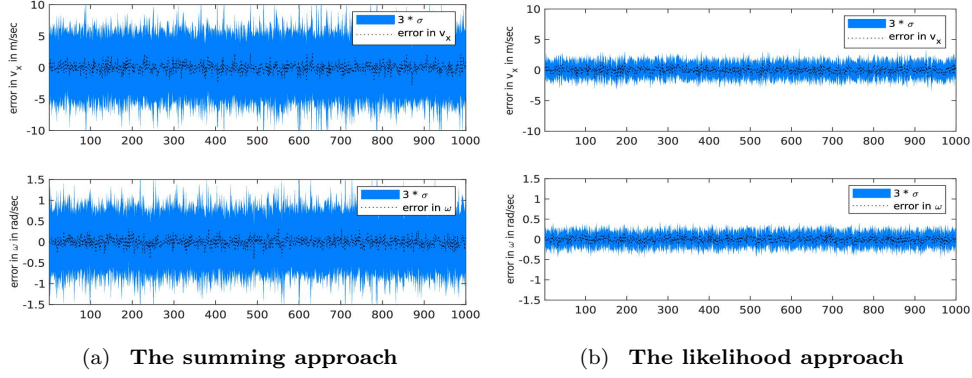 10
5
0
-5
-10
error in v_x in m/sec
3 * σ
error in v_x
100 200 300 400 500 600 700 800 900 1000
1.5
1
0.5
0
-0.5
-1
-1.5
error in ω in rad/sec
3 * σ
error in ω
100 200 300 400 500 600 700 800 900 1000
(a) The summing approach
10
5
0
-5
-10
error in v_x in m/sec
3 * σ
error in v_x
100 200 300 400 500 600 700 800 900 1000
1.5
1
0.5
0
-0.5
-1
-1.5
error in ω in rad/sec
3 * σ
error in ω
100 200 300 400 500 600 700 800 900 1000
(b) The likelihood approach